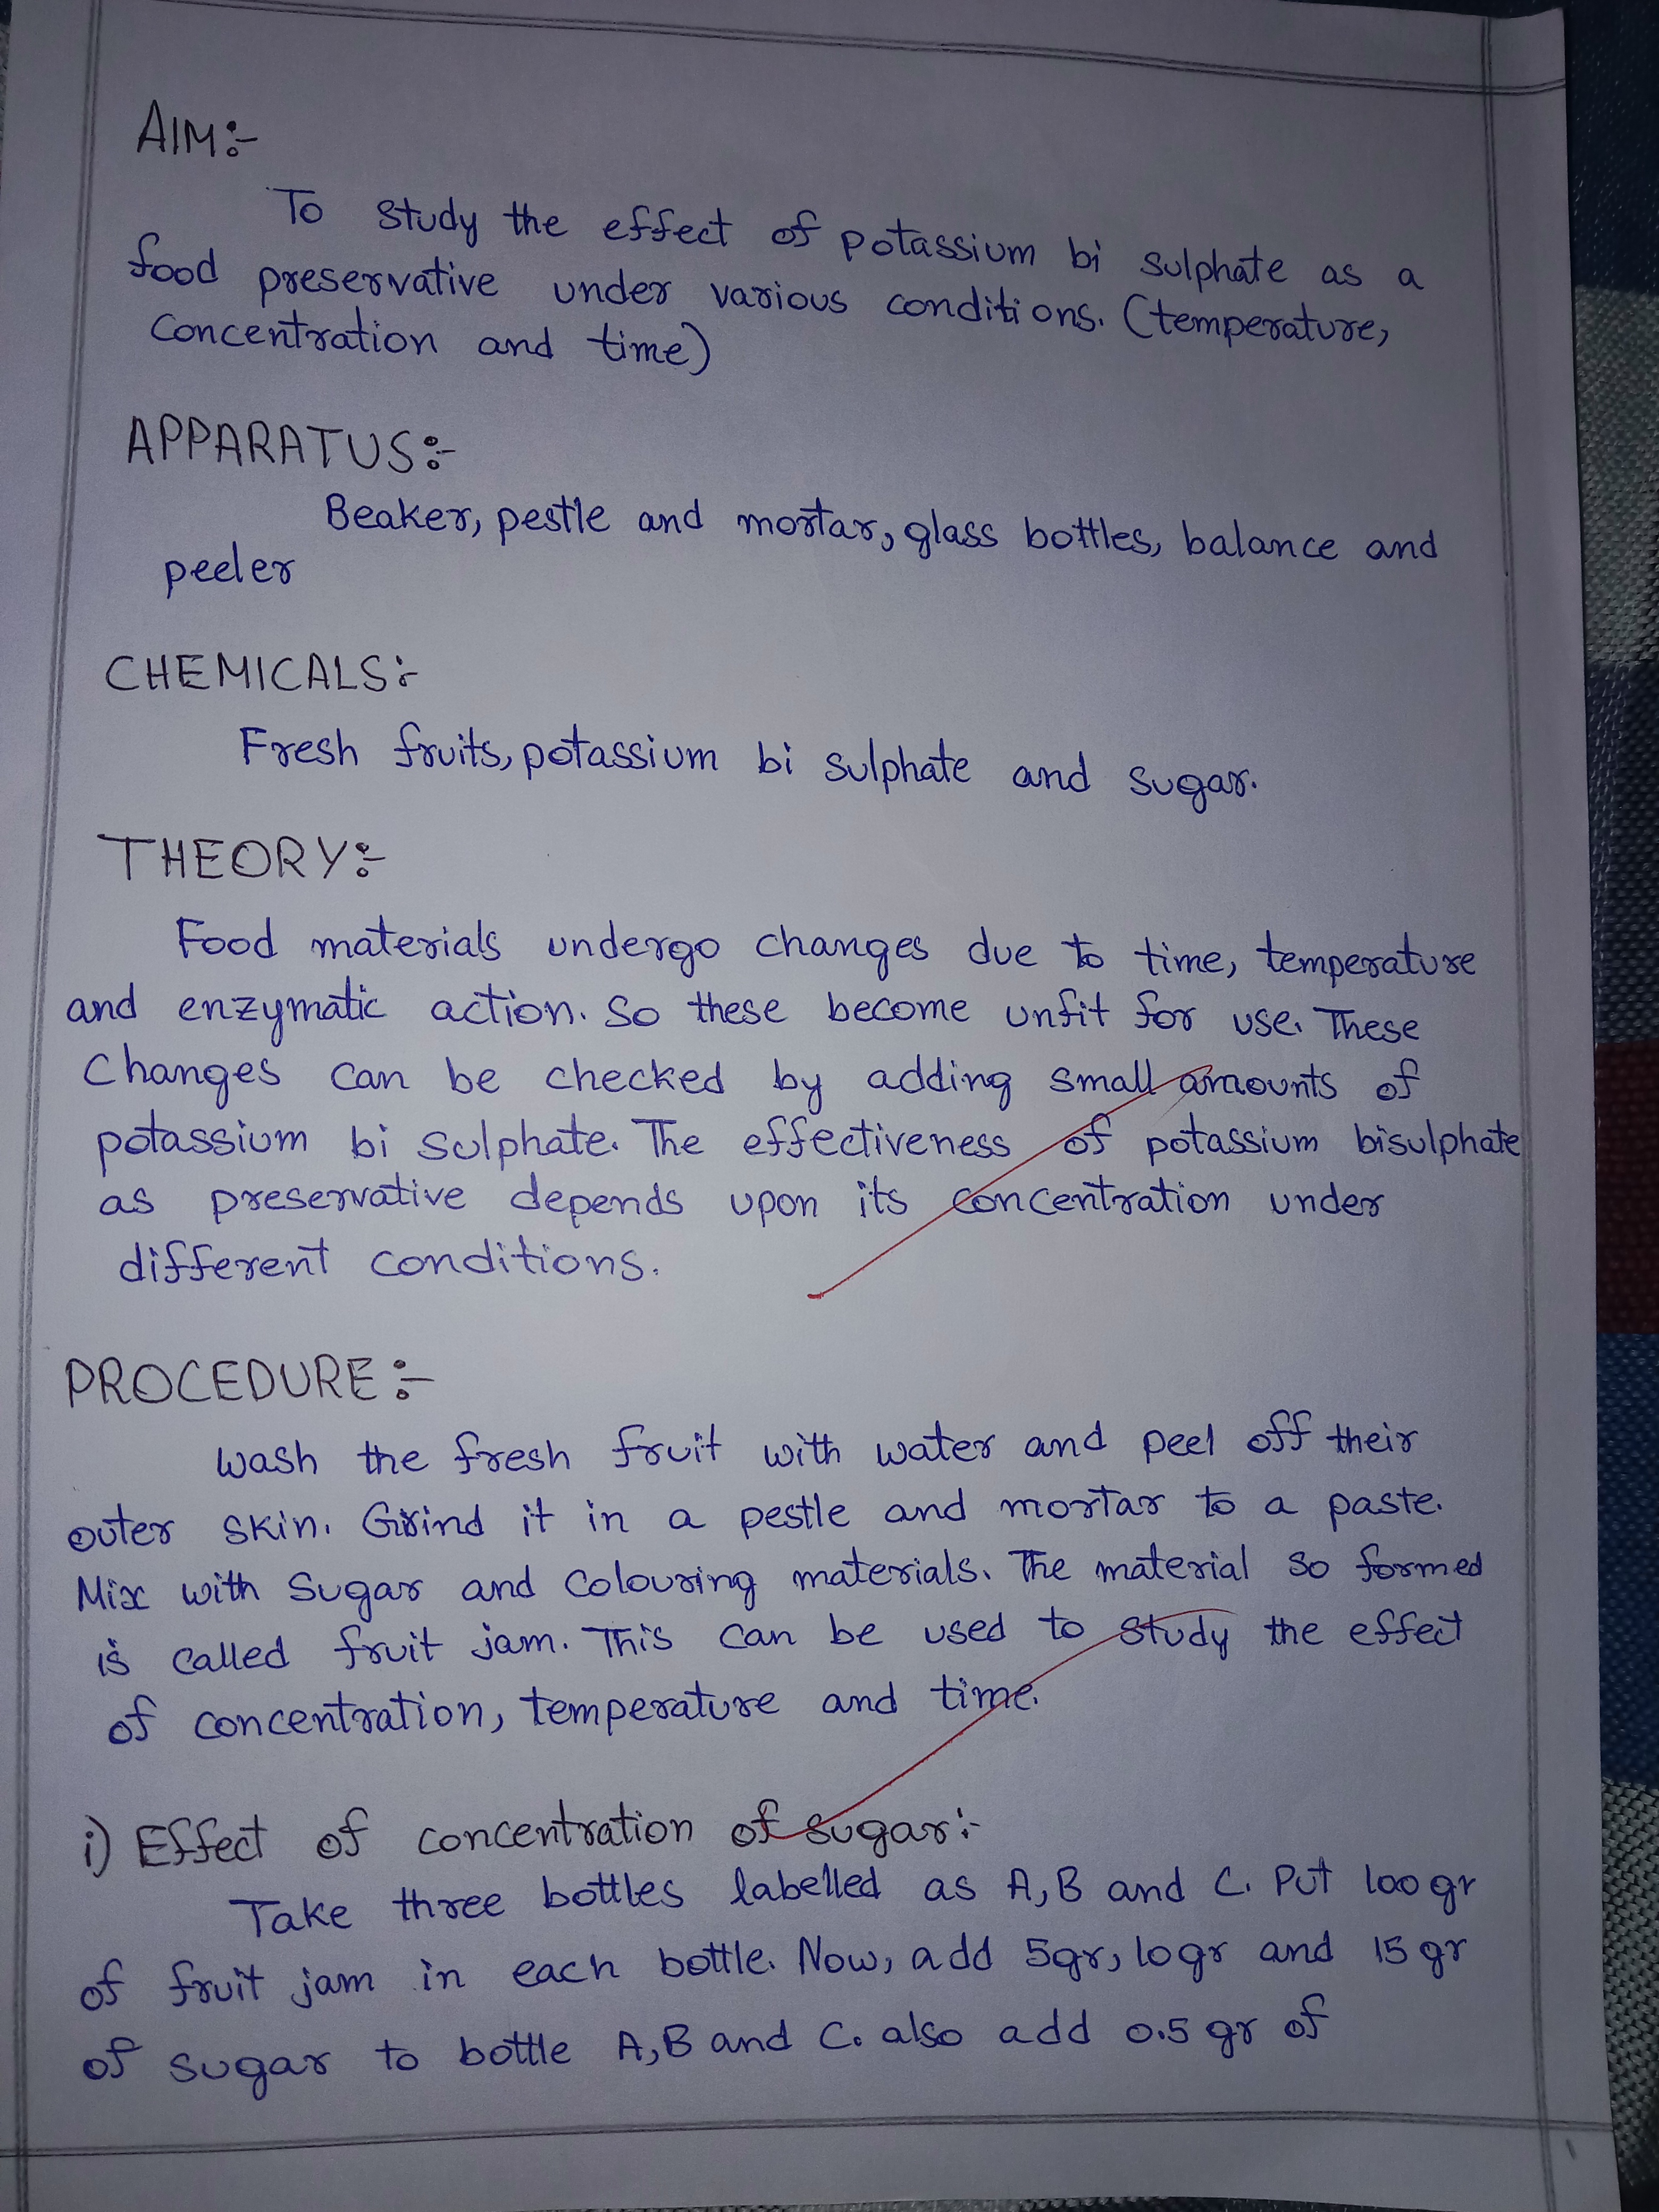 AIM:-
To study the effect of potassium bi sulphate as a
food preservative under various conditions. (temperature,
Concentration and time)
APPARATUS:-
Beaker, pestle and mortar, glass bottles, balance and
peeler
CHEMICALS:-
Fresh fruits, potassium bi sulphate and sugar.
THEORY:-
Food materials undergo changes due to time, temperature
and enzymatic action. So these become unfit for use. These
Changes can be checked by adding small amounts of
potassium bi sulphate. The effectiveness of potassium bisulphate
as preservative depends upon its concentration under
different conditions.
PROCEDURE:-
Wash the fresh fruit with water and peel off their
outer skin. Grind it in a pestle and mortar to a paste.
Mix with Sugar and Colouring materials. The material so formed
is called fruit jam. This can be used to study the effect
of concentration, temperature and time.
i) Effect of concentration of sugar:-
Take three bottles labelled as A, B and C. Put 100 gr
of fruit jam in each bottle. Now, add 5gr, 10gr and 15 gr
of sugar to bottle A, B and C. also add 0.5 gr of